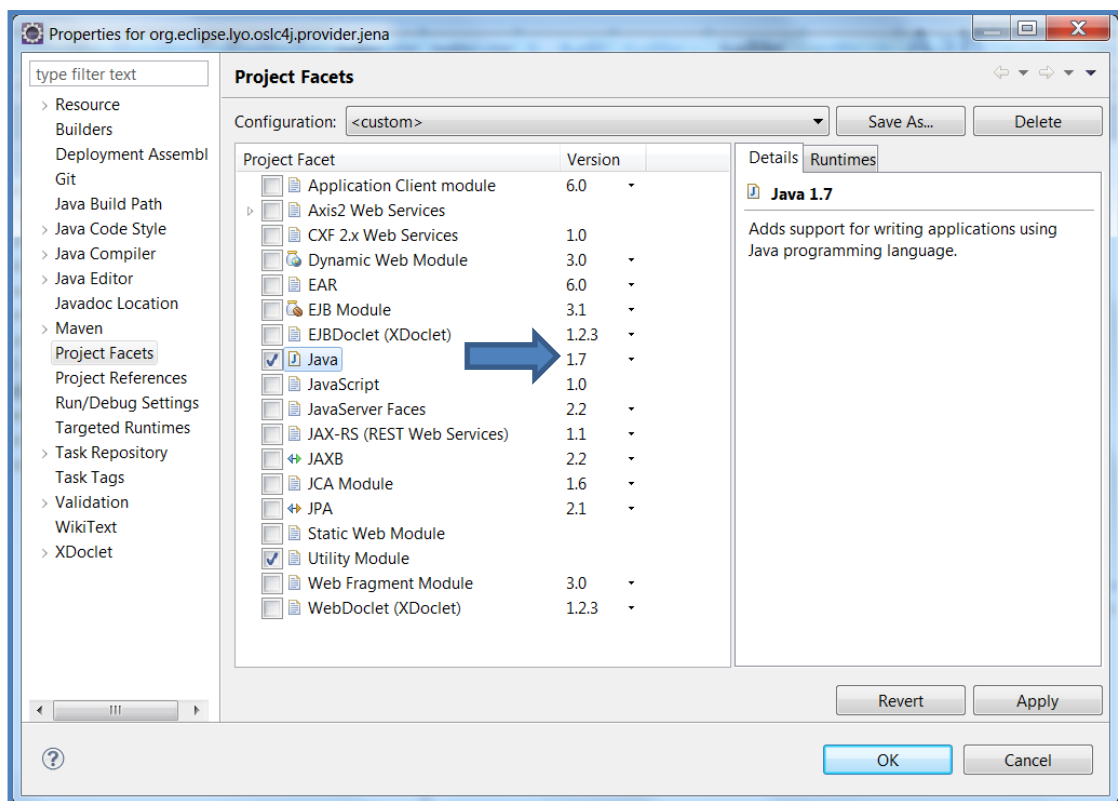 Properties for org.eclipse.lyo.oslc4j.provider.jena
type filter text
Resource
Builders
Deployment Assembl
Git
Java Build Path
Java Code Style
Java Compiler
Java Editor
Javadoc Location
Maven
Project Facets
Project References
Run/Debug Settings
Targeted Runtimes
Task Repository
Task Tags
Validation
WikiText
XDoclet
Project Facets
Configuration: <custom> Save As... Delete
Project Facet Version
Application Client module 6.0
Axis2 Web Services
CXF 2.x Web Services 1.0
Dynamic Web Module 3.0
EAR 6.0
EJB Module 3.1
EJBDoclet (XDoclet) 1.2.3
Java 1.7
JavaScript 1.0
JavaServer Faces 2.2
JAX-RS (REST Web Services) 1.1
JAXB 2.2
JCA Module 1.6
JPA 2.1
Static Web Module
Utility Module
Web Fragment Module 3.0
WebDoclet (XDoclet) 1.2.3
Details Runtimes
Java 1.7
Adds support for writing applications using
Java programming language.
Revert Apply
OK Cancel